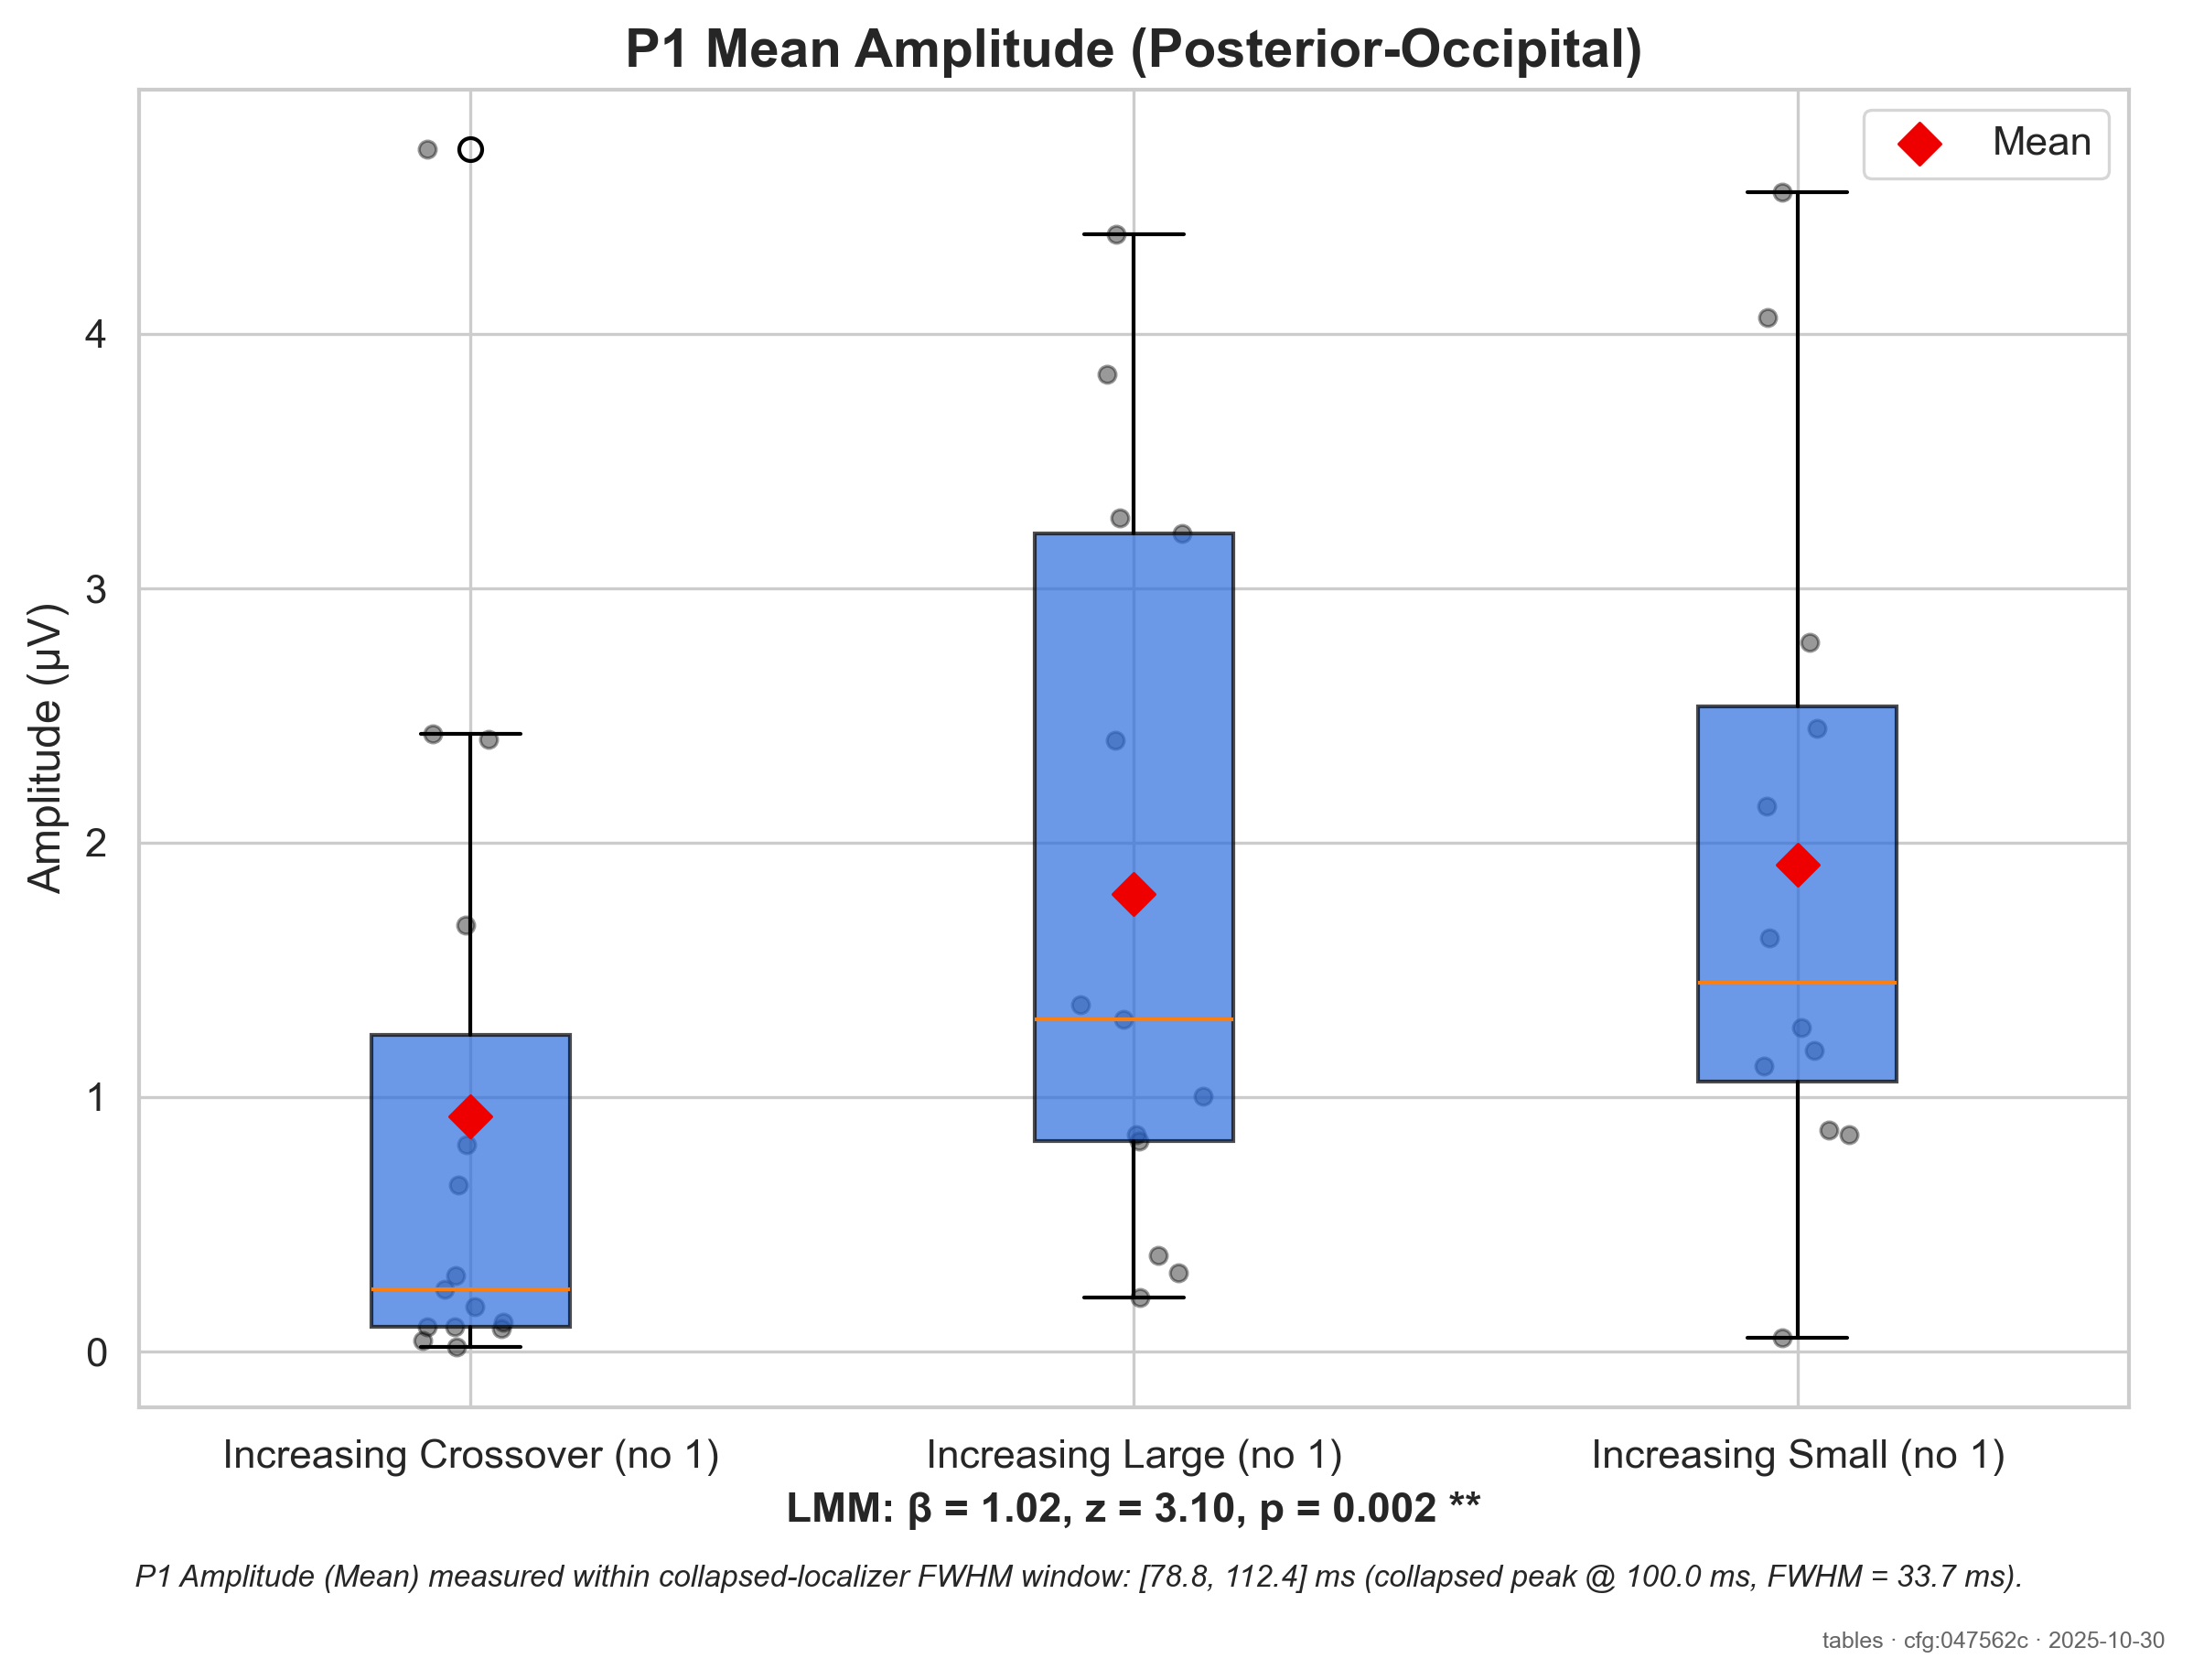 P1 Mean Amplitude (Posterior-Occipital)
Mean
Amplitude (µV)
4
3
2
1
0
Increasing Crossover (no 1)
Increasing Large (no 1)
Increasing Small (no 1)
LMM: β = 1.02, z = 3.10, p = 0.002 **
P1 Amplitude (Mean) measured within collapsed-localizer FWHM window: [78.8, 112.4] ms (collapsed peak @ 100.0 ms, FWHM = 33.7 ms).
tables · cfg:047562c · 2025-10-30